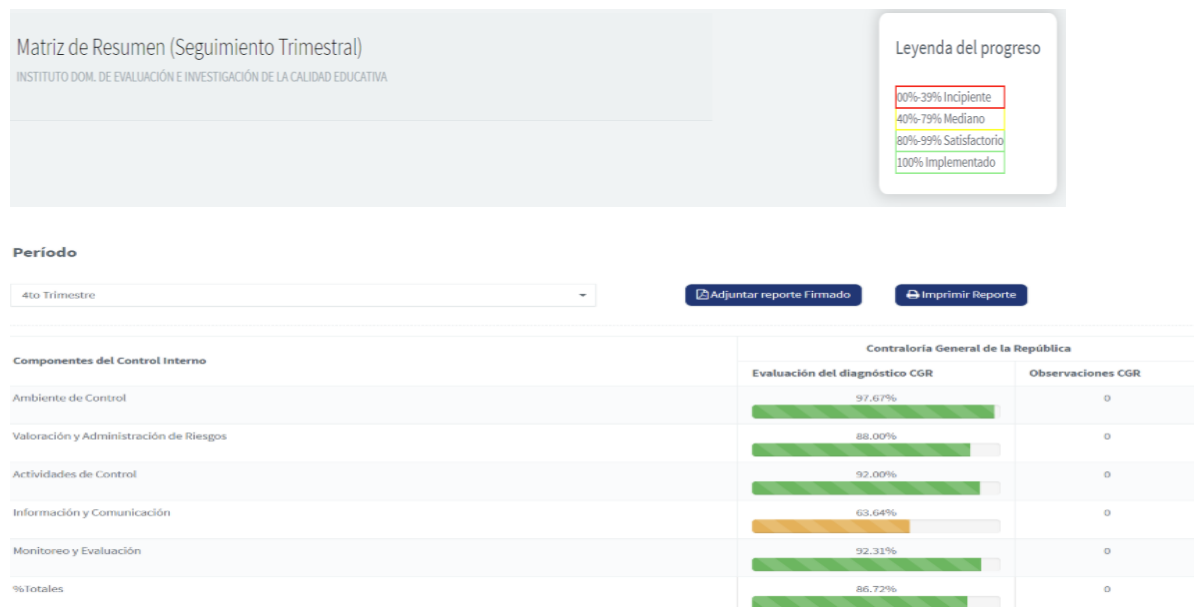 Matriz de Resumen (Seguimiento Trimestral)
INSTITUTO DOM. DE EVALUACIÓN E INVESTIGACIÓN DE LA CALIDAD EDUCATIVA
Leyenda del progreso
00%-39% Incipiente
40%-79% Mediano
80%-99% Satisfactorio
100% Implementado
Período
4to Trimestre
Adjuntar reporte Firmado
Imprimir Reporte
Componentes del Control Interno
Contraloría General de la República
Evaluación del diagnóstico CGR Observaciones CGR
Ambiente de Control 97.67% 0
Valoración y Administración de Riesgos 88.00% 0
Actividades de Control 92.00% 0
Información y Comunicación 63.64% 0
Monitoreo y Evaluación 92.31% 0
%Totales 86.72% 0